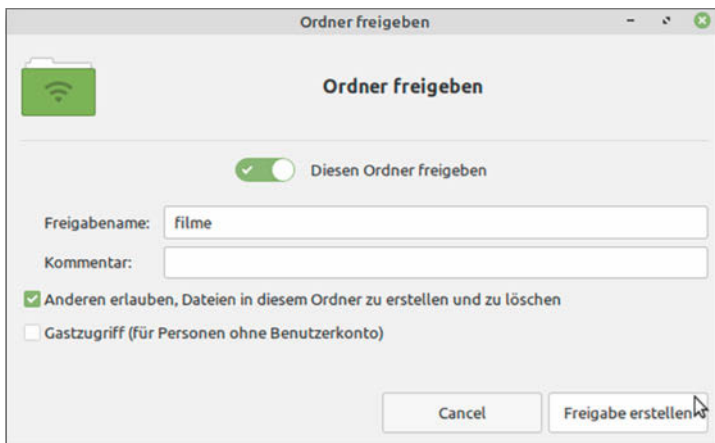 Ordner freigeben
Ordner freigeben
Diesen Ordner freigeben
Freigabename: filme
Kommentar:
Anderen erlauben, Dateien in diesem Ordner zu erstellen und zu löschen
Gastzugriff (für Personen ohne Benutzerkonto)
Cancel Freigabe erstellen